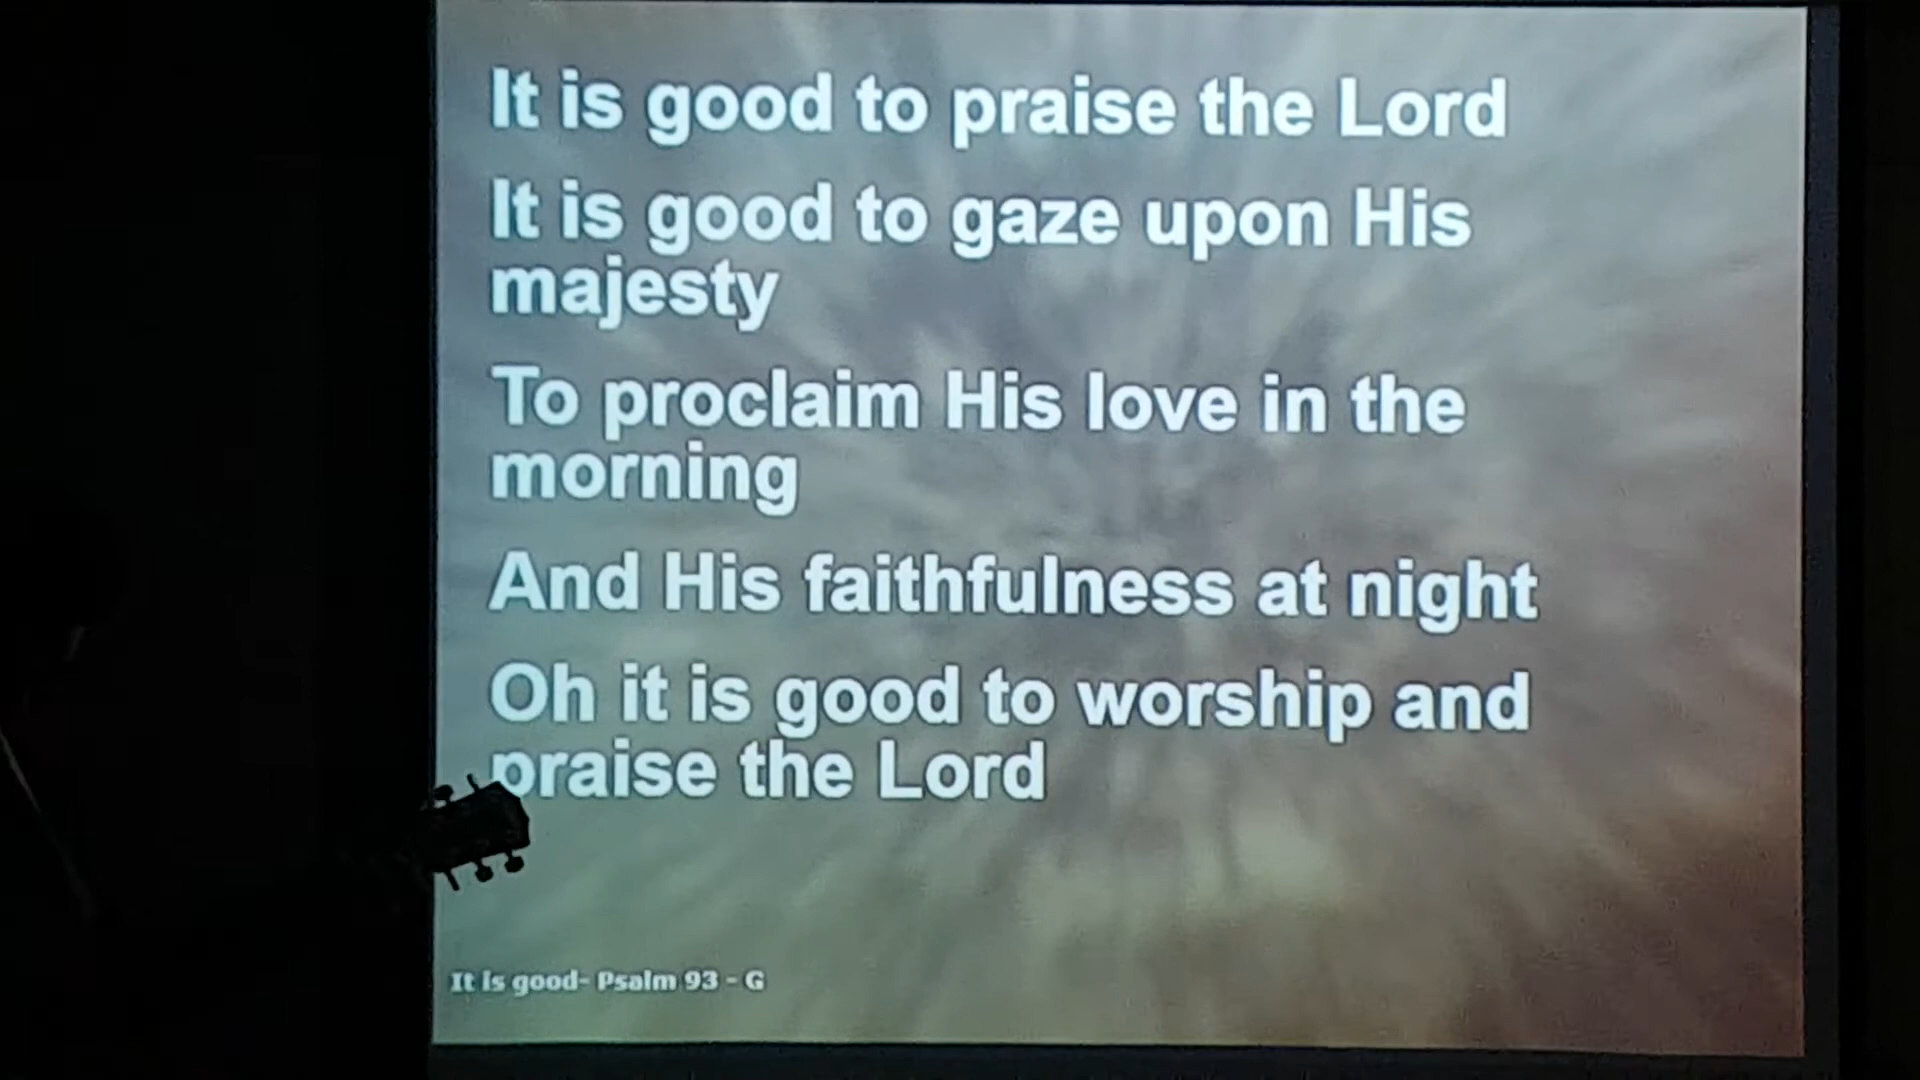 It is good to praise the Lord
It is good to gaze upon His
majesty
To proclaim His love in the
morning
And His faithfulness at night
Oh it is good to worship and
praise the Lord
It is good- Psalm 93 - G